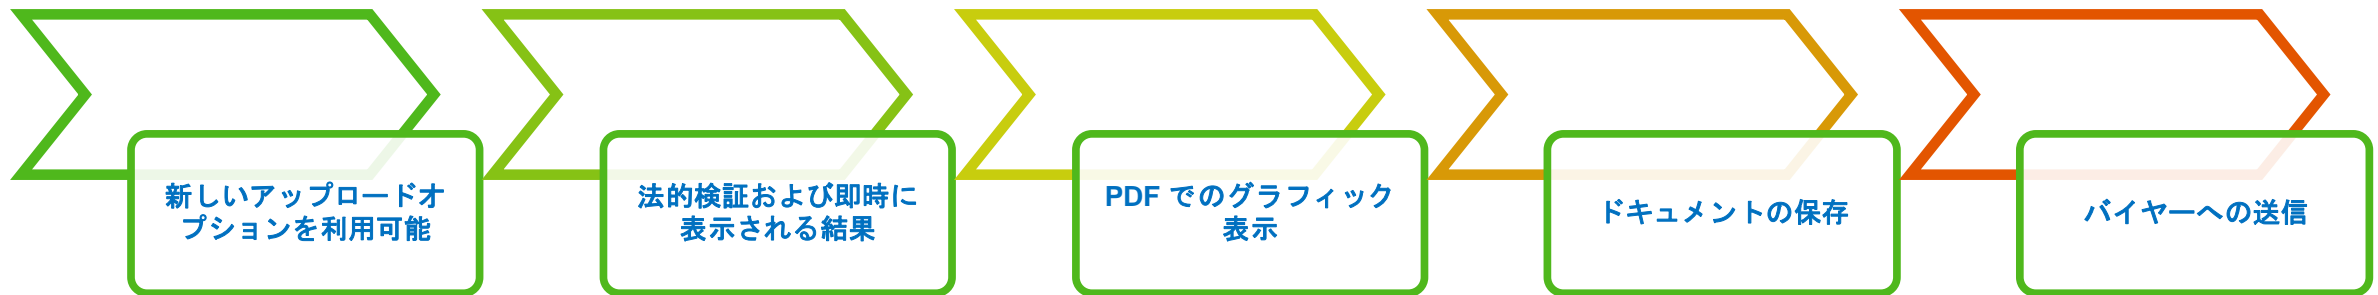 新しいアップロードオ
プションを利用可能
法的検証および即時に
表示される結果
PDF でのグラフィック
表示
ドキュメントの保存
バイヤーへの送信